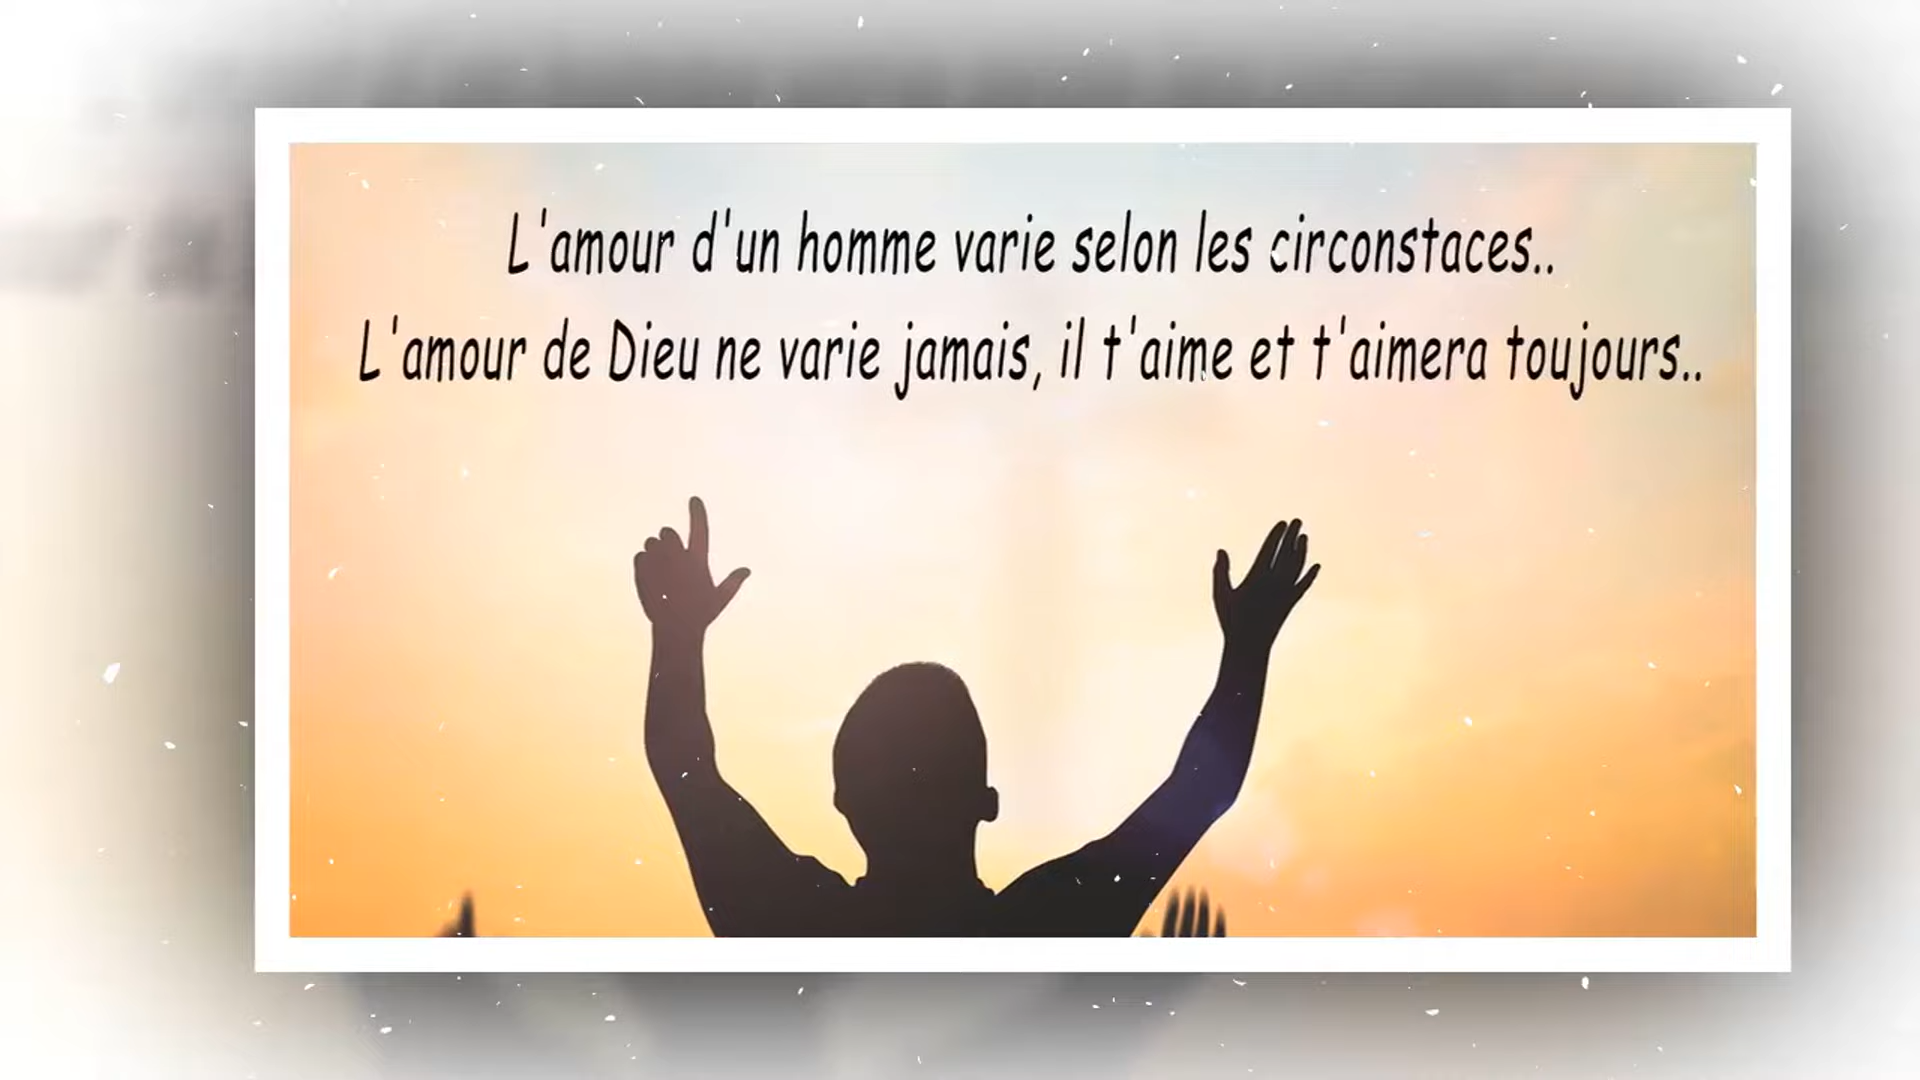 L'amour d'un homme varie selon les circonstaces..
L'amour de Dieu ne varie jamais, il t'aime et t'aimera toujours..